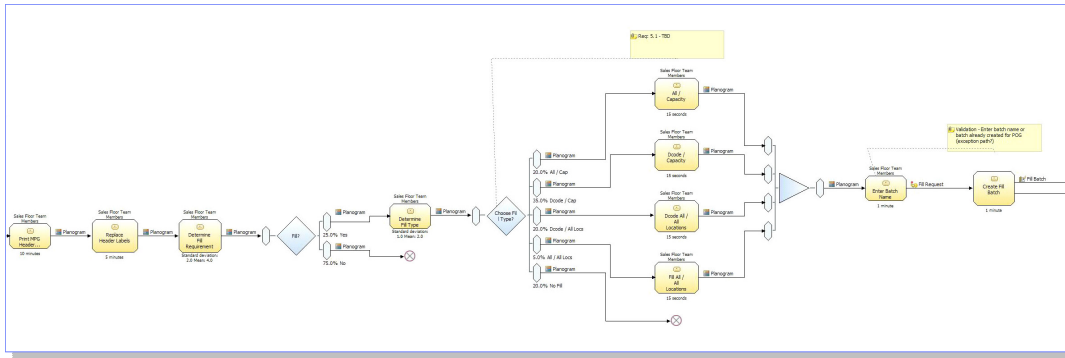 Req: 5.1 - TBD
Sales Floor Team
Members
Print MPG
Header...
10 minutes
Planogram
Sales Floor Team
Members
Replace
Header Labels
5 minutes
Planogram
Sales Floor Team
Members
Determine
Fill
Requirement
Standard deviation:
2.0 Mean: 4.0
Planogram
Fill?
Planogram
25.0% Yes
Planogram
75.0% No
Sales Floor Team
Members
Determine
Fill Type
Standard deviation:
1.0 Mean: 2.0
Planogram
Choose Fil
l Type?
Planogram
20.0% All / Cap
Planogram
35.0% Dcode / Cap
Planogram
20.0% Dcode / All Locs
Planogram
5.0% All / All Locs
Planogram
20.0% No Fill
Sales Floor Team
Members
All /
Capacity
15 seconds
Planogram
Sales Floor Team
Members
Dcode /
Capacity
15 seconds
Planogram
Sales Floor Team
Members
Dcode All /
All
Locations
15 seconds
Planogram
Sales Floor Team
Members
Fill All /
All
Locations
15 seconds
Planogram
Planogram
Validation - Enter batch name or
batch already created for POG
(exception path?)
Sales Floor Team
Members
Enter Batch
Name
1 minute
Fill Request
Create Fill
Batch
1 minute
Fill Batch